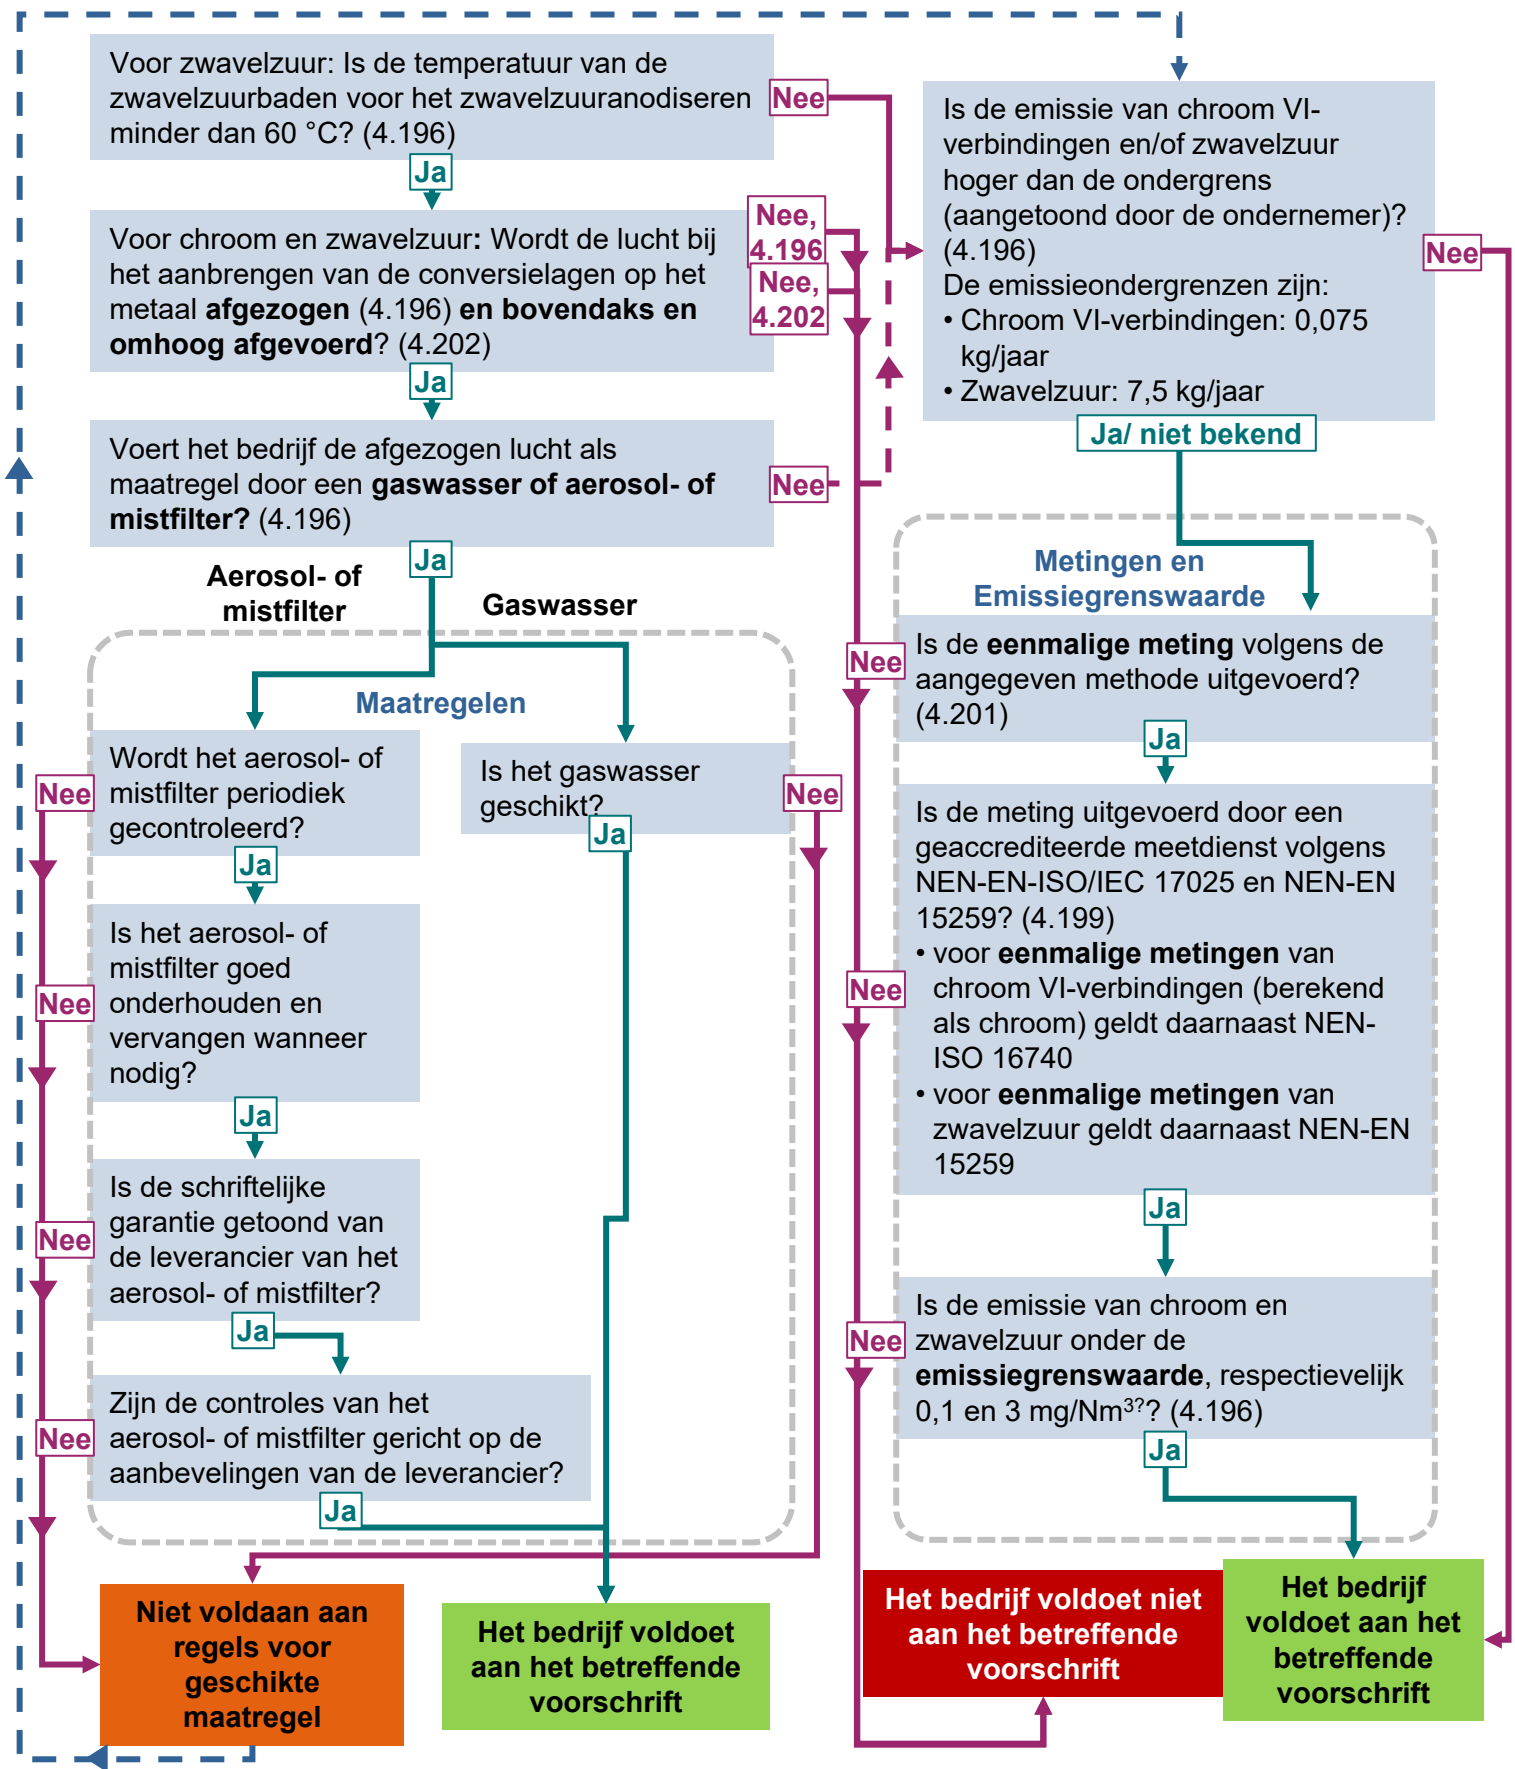 Voor zwavelzuur: Is de temperatuur van de
zwavelzuurbaden voor het zwavelzuuranodiseren
minder dan 60 °C? (4.196)
Nee
Ja
Voor chroom en zwavelzuur: Wordt de lucht bij
het aanbrengen van de conversielagen op het
metaal afgezogen (4.196) en bovendaks en
omhoog afgevoerd? (4.202)
Nee,
4.196
Nee,
4.202
Ja
Voert het bedrijf de afgezogen lucht als
maatregel door een gaswasser of aerosol- of
mistfilter? (4.196)
Nee
Ja
Aerosol- of
mistfilter
Gaswasser
Maatregelen
Wordt het aerosol- of
mistfilter periodiek
gecontroleerd?
Nee
Ja
Is het gaswasser
geschikt?
Nee
Ja
Is het aerosol- of
mistfilter goed
onderhouden en
vervangen wanneer
nodig?
Nee
Ja
Is de schriftelijke
garantie getoond van
de leverancier van het
aerosol- of mistfilter?
Nee
Ja
Zijn de controles van het
aerosol- of mistfilter gericht op de
aanbevelingen van de leverancier?
Nee
Ja
Niet voldaan aan
regels voor
geschikte
maatregel
Het bedrijf voldoet
aan het betreffende
voorschrift
Is de emissie van chroom VI-
verbindingen en/of zwavelzuur
hoger dan de ondergrens
(aangetoond door de ondernemer)?
(4.196)
De emissieondergrenzen zijn:
• Chroom VI-verbindingen: 0,075
kg/jaar
• Zwavelzuur: 7,5 kg/jaar
Nee
Ja/ niet bekend
Metingen en
Emissiegrenswaarde
Is de eenmalige meting volgens de
aangegeven methode uitgevoerd?
(4.201)
Nee
Ja
Is de meting uitgevoerd door een
geaccrediteerde meetdienst volgens
NEN-EN-ISO/IEC 17025 en NEN-EN
15259? (4.199)
• voor eenmalige metingen van
chroom VI-verbindingen (berekend
als chroom) geldt daarnaast NEN-
ISO 16740
• voor eenmalige metingen van
zwavelzuur geldt daarnaast NEN-EN
15259
Nee
Ja
Is de emissie van chroom en
zwavelzuur onder de
emissiegrenswaarde, respectievelijk
0,1 en 3 mg/Nm³?? (4.196)
Nee
Ja
Het bedrijf voldoet niet
aan het betreffende
voorschrift
Het bedrijf
voldoet aan het
betreffende
voorschrift